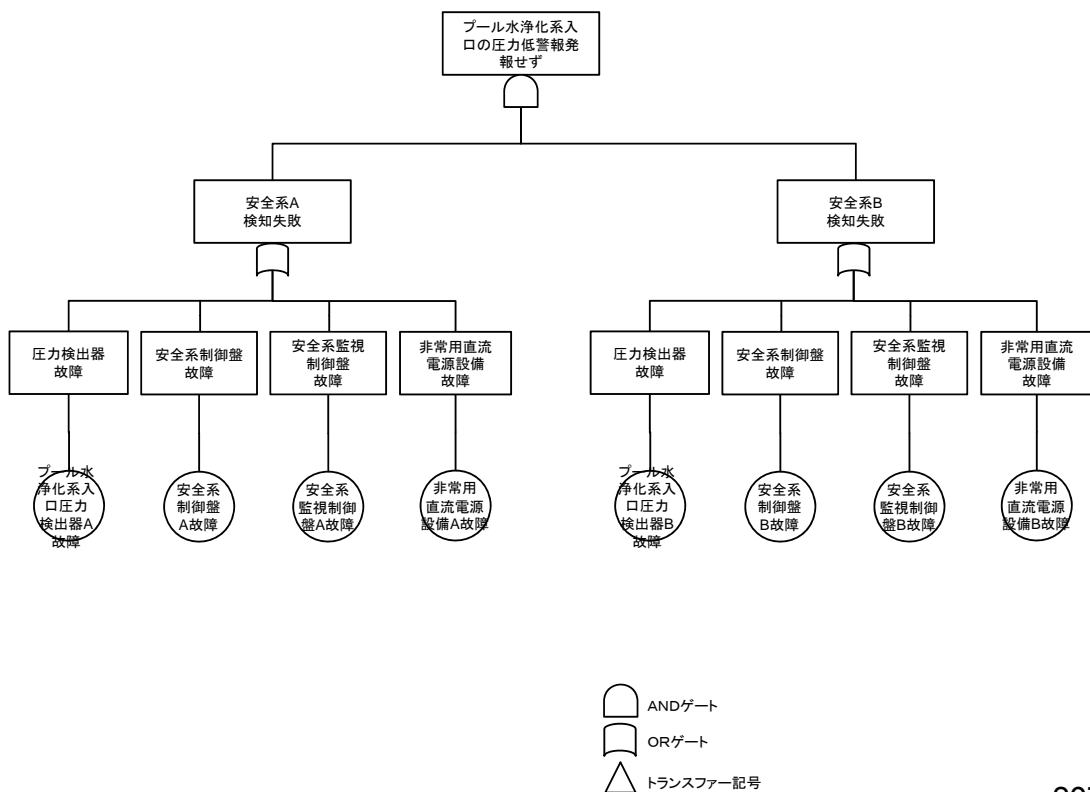 プール水浄化系入
口の圧力低警報発
報せず
安全系A
検知失敗
安全系B
検知失敗
圧力検出器
故障
安全系制御盤
故障
安全系監視
制御盤
故障
非常用直流
電源設備
故障
圧力検出器
故障
安全系制御盤
故障
安全系監視
制御盤
故障
非常用直流
電源設備
故障
プール水
浄化系入
口圧力
検出器A
故障
安全系
制御盤
A故障
安全系
監視制御
盤A故障
非常用
直流電源
設備A故障
プール水
浄化系入
口圧力
検出器B
故障
安全系
制御盤
B故障
安全系
監視制御
盤B故障
非常用
直流電源
設備B故障
ANDゲート
ORゲート
トランスファー記号